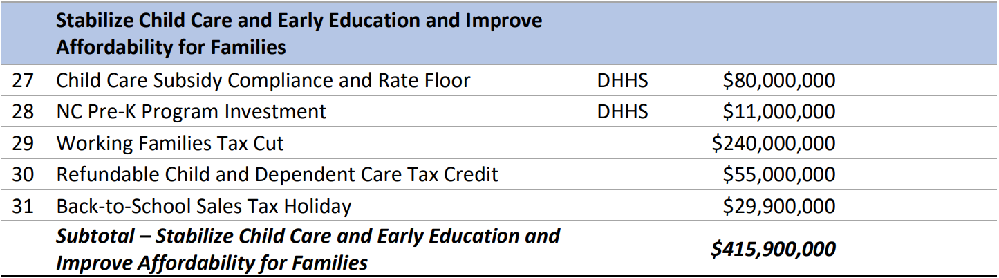 Stabilize Child Care and Early Education and Improve
Affordability for Families
27 Child Care Subsidy Compliance and Rate Floor DHHS $80,000,000
28 NC Pre-K Program Investment DHHS $11,000,000
29 Working Families Tax Cut $240,000,000
30 Refundable Child and Dependent Care Tax Credit $55,000,000
31 Back-to-School Sales Tax Holiday $29,900,000
Subtotal – Stabilize Child Care and Early Education and
Improve Affordability for Families $415,900,000